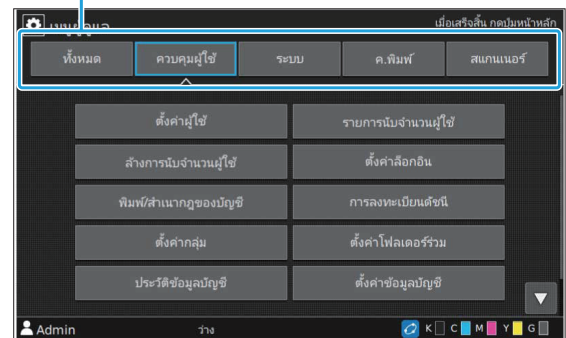 เมนูผู้ดูแล เมื่อเสร็จสิ้น กดปุ่มหน้าหลัก
ทั้งหมด ควบคุมผู้ใช้ ระบบ ค.พิมพ์ สแกนเนอร์
ตั้งค่าผู้ใช้ รายการนับจำนวนผู้ใช้
ล้างการนับจำนวนผู้ใช้ ตั้งค่าล็อกอิน
พิมพ์/สำเนากฎของบัญชี การลงทะเบียนดัชนี
ตั้งค่ากลุ่ม ตั้งค่าโฟลเดอร์ร่วม
ประวัติข้อมูลบัญชี ตั้งค่าข้อมูลบัญชี
Admin ว่าง K C M Y G